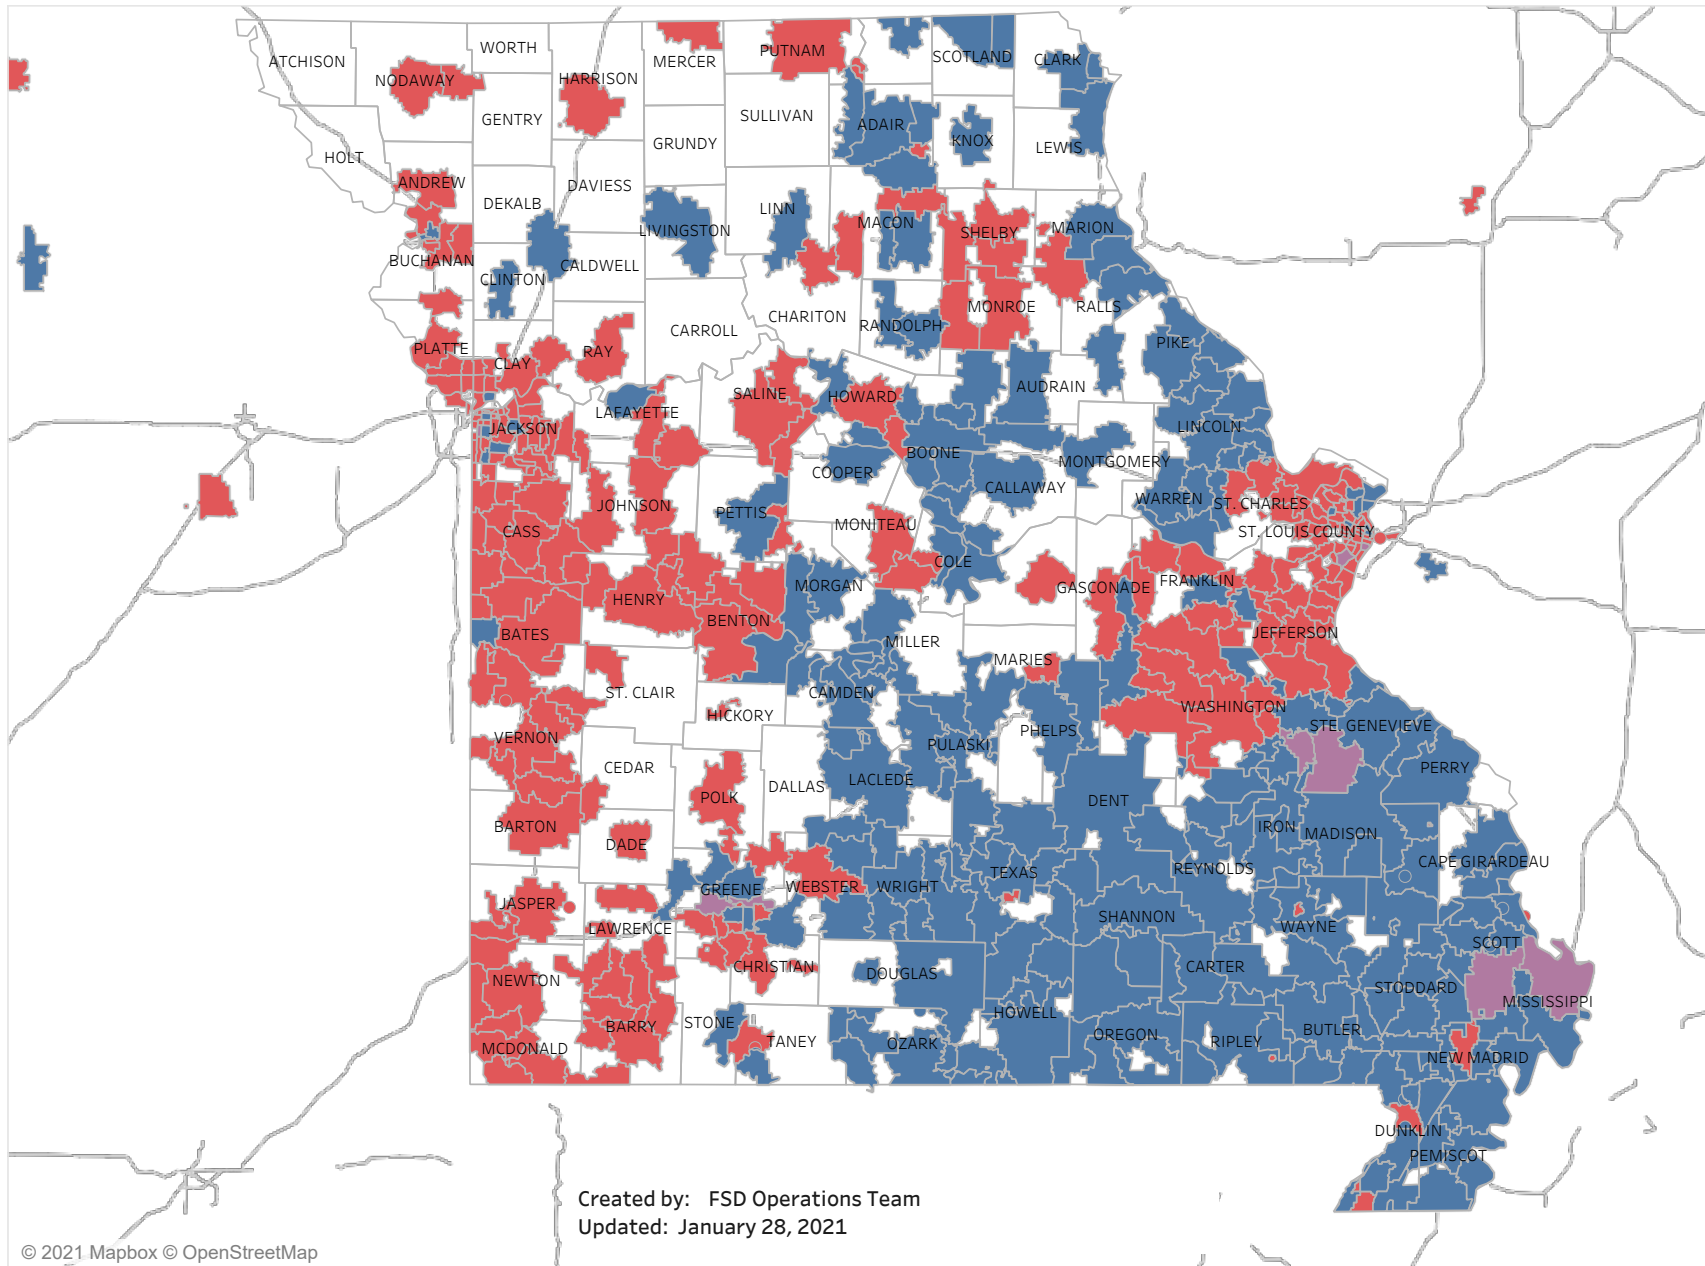 ATCHISON
WORTH
MERCER
PUTNAM
SCOTLAND
CLARK
NODAWAY
HARRISON
GENTRY
SULLIVAN
ADAIR
KNOX
LEWIS
GRUNDY
HOLT
ANDREW
DAVIESS
DEKALB
LINN
LIVINGSTON
MACON
SHELBY
MARION
BUCHANAN
CALDWELL
CLINTON
CHARITON
RANDOLPH
MONROE
RALLS
CARROLL
PLATTE
CLAY
RAY
PIKE
SALINE
HOWARD
AUDRAIN
LAFAYETTE
JACKSON
LINCOLN
BOONE
COOPER
MONTGOMERY
CALLAWAY
WARREN
ST. CHARLES
JOHNSON
PETTIS
MONITEAU
ST. LOUIS COUNTY
CASS
COLE
MORGAN
GASCONADE
FRANKLIN
HENRY
BENTON
BATES
MILLER
JEFFERSON
MARIES
ST. CLAIR
CAMDEN
HICKORY
WASHINGTON
STE. GENEVIEVE
VERNON
PULASKI
PHELPS
CEDAR
LACLEDE
PERRY
DALLAS
POLK
DENT
BARTON
IRON
MADISON
DADE
CAPE GIRARDEAU
TEXAS
REYNOLDS
GREENE
WEBSTER
WRIGHT
JASPER
SHANNON
LAWRENCE
WAYNE
SCOTT
CHRISTIAN
DOUGLAS
CARTER
NEWTON
STODDARD
MISSISSIPPI
HOWELL
BARRY
STONE
TANEY
OZARK
OREGON
RIPLEY
BUTLER
MCDONALD
NEW MADRID
DUNKLIN
PEMISCOT
Created by: FSD Operations Team
Updated: January 28, 2021
© 2021 Mapbox © OpenStreetMap